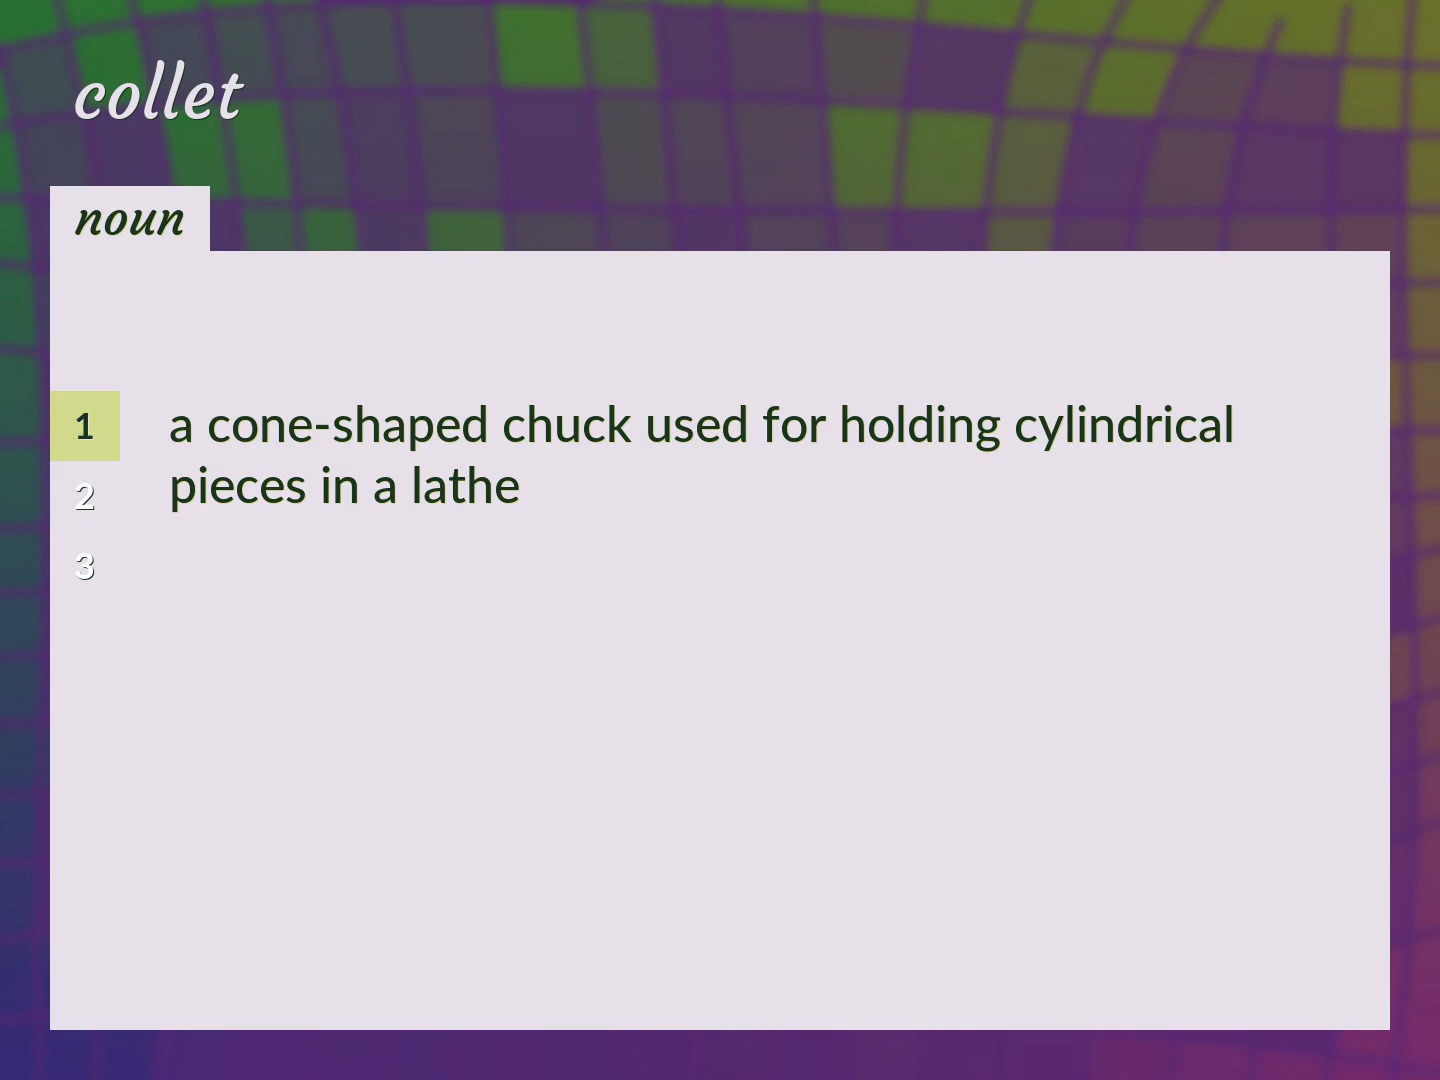 collet
noun
1
a cone-shaped chuck used for holding cylindrical
pieces in a lathe
2
3